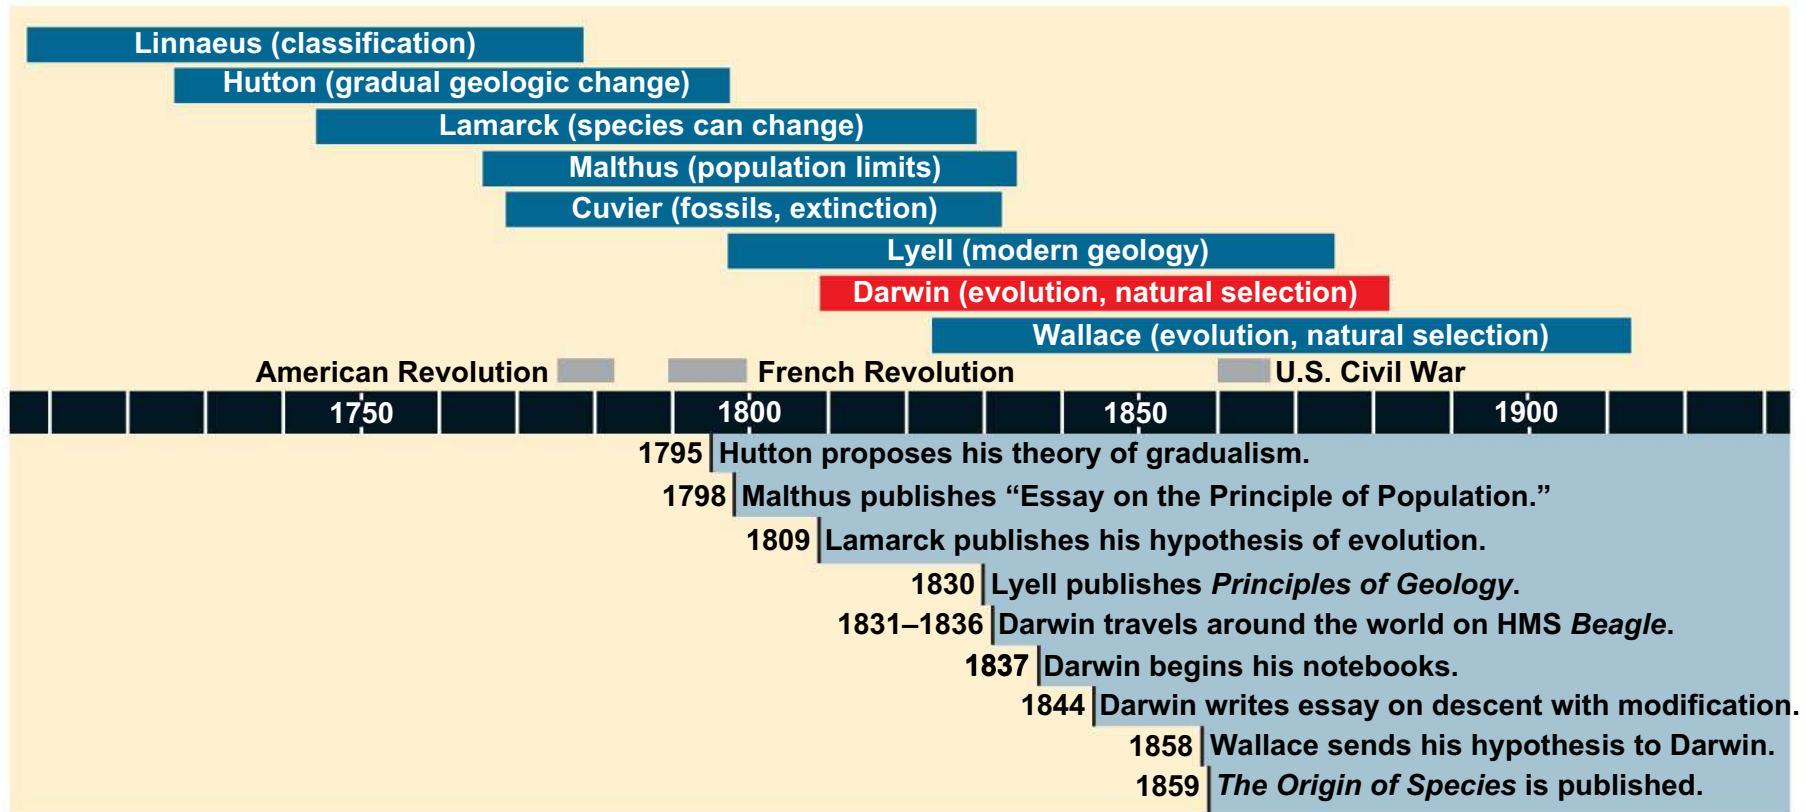 Linnaeus (classification)
Hutton (gradual geologic change)
Lamarck (species can change)
Malthus (population limits)
Cuvier (fossils, extinction)
Lyell (modern geology)
Darwin (evolution, natural selection)
Wallace (evolution, natural selection)
American Revolution French Revolution U.S. Civil War
1750 1800 1850 1900
1795 Hutton proposes his theory of gradualism.
1798 Malthus publishes “Essay on the Principle of Population.”
1809 Lamarck publishes his hypothesis of evolution.
1830 Lyell publishes Principles of Geology.
1831–1836 Darwin travels around the world on HMS Beagle.
1837 Darwin begins his notebooks.
1844 Darwin writes essay on descent with modification.
1858 Wallace sends his hypothesis to Darwin.
1859 The Origin of Species is published.